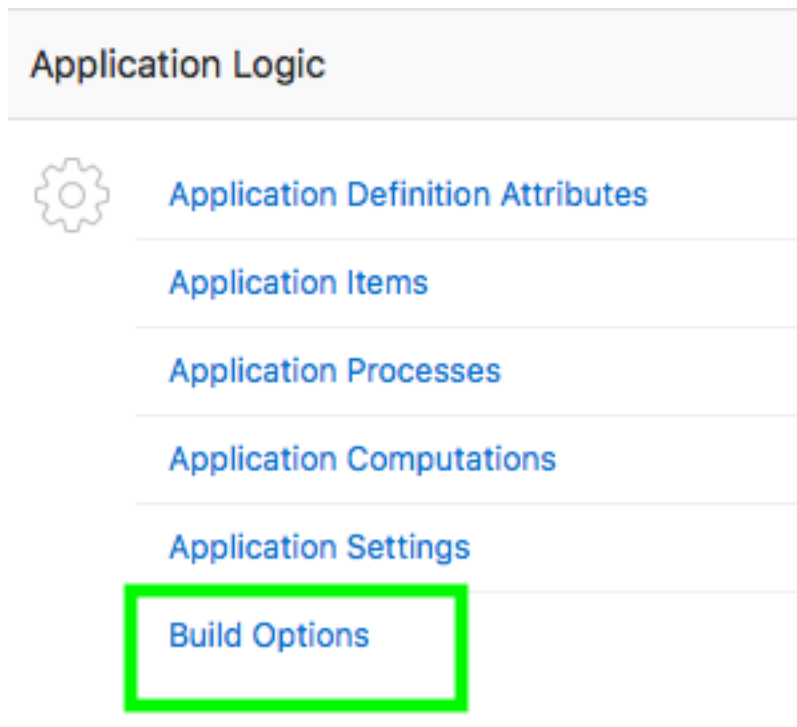 Application Logic
Application Definition Attributes
Application Items
Application Processes
Application Computations
Application Settings
Build Options